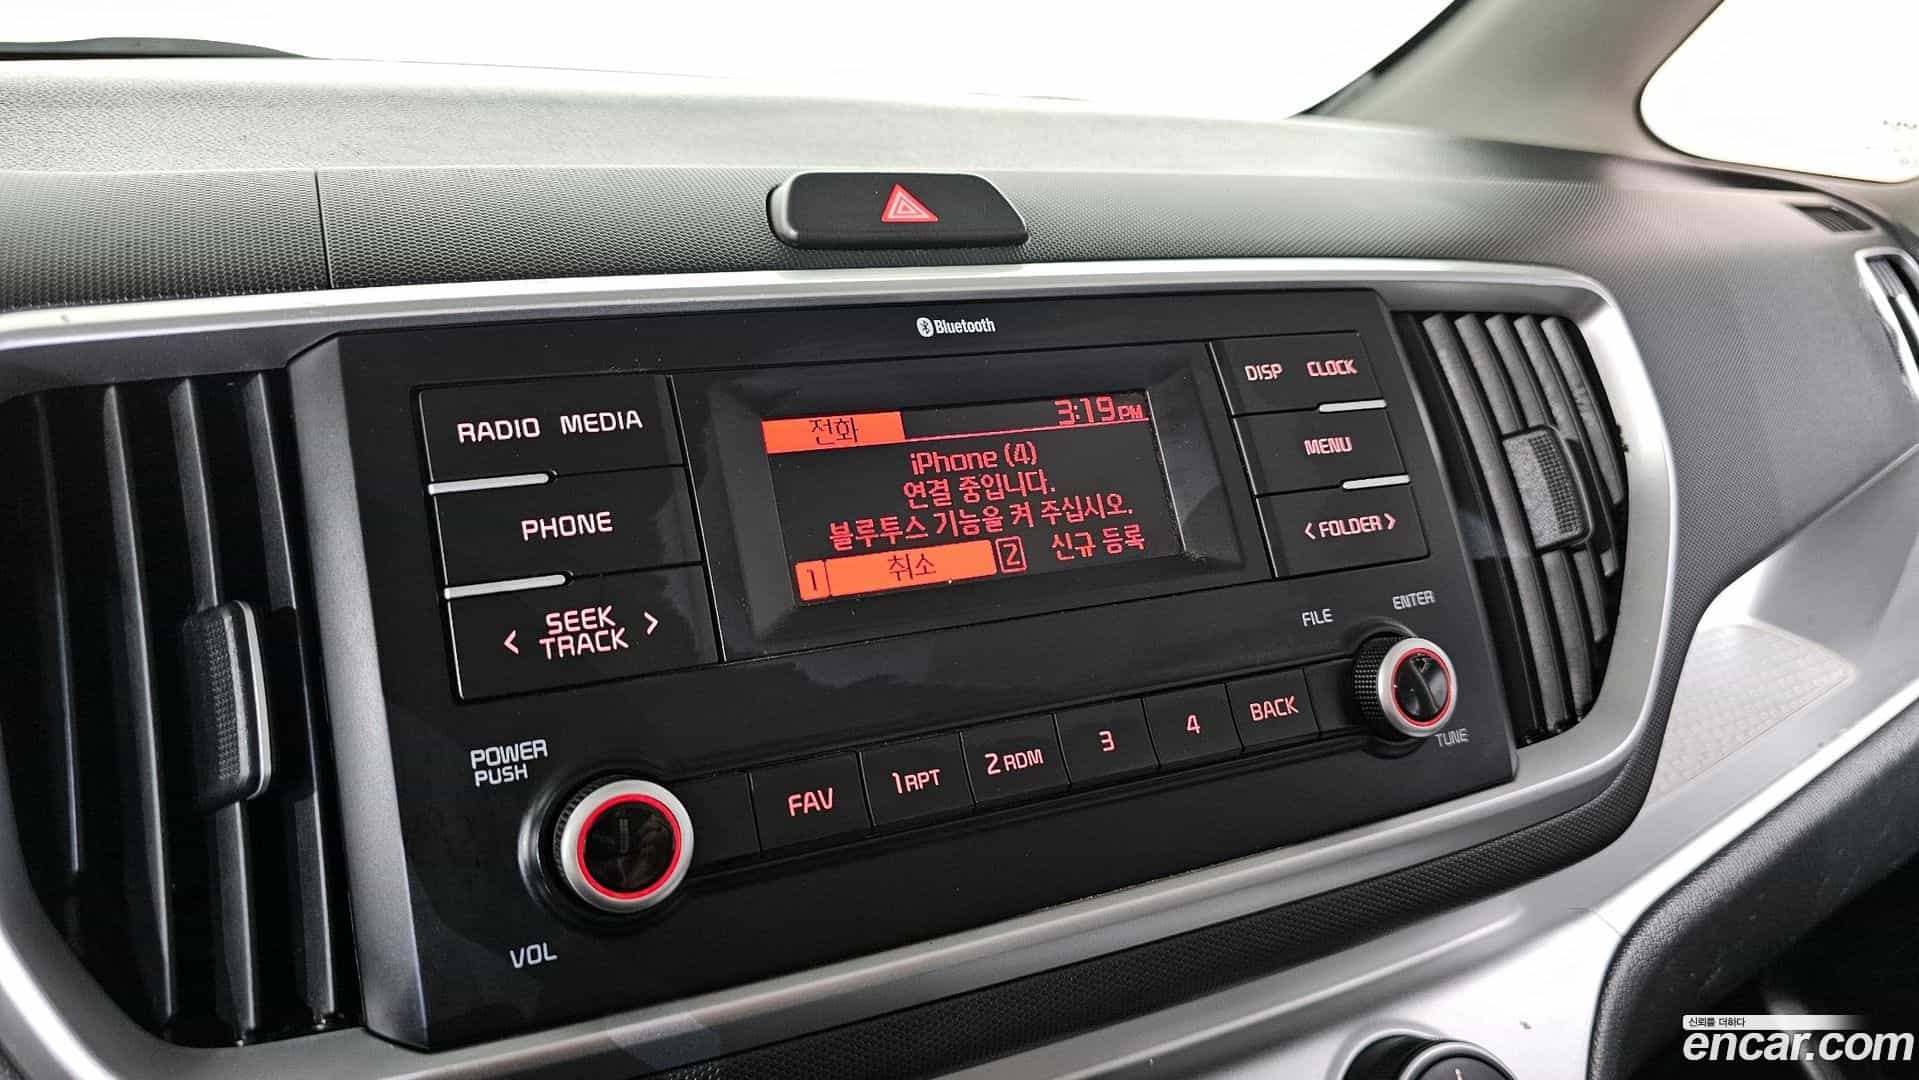 Bluetooth
RADIO MEDIA
PHONE
< SEEK TRACK >
전화
3:19PM
iPhone (4)
연결 중입니다.
블루투스 기능을 켜 주십시오.
1 취소 2 신규 등록
DISP CLOCK
MENU
< FOLDER >
FILE
ENTER
TUNE
POWER
PUSH
VOL
FAV 1RPT 2RDM 3 4 BACK
신뢰를 더하다
encar.com